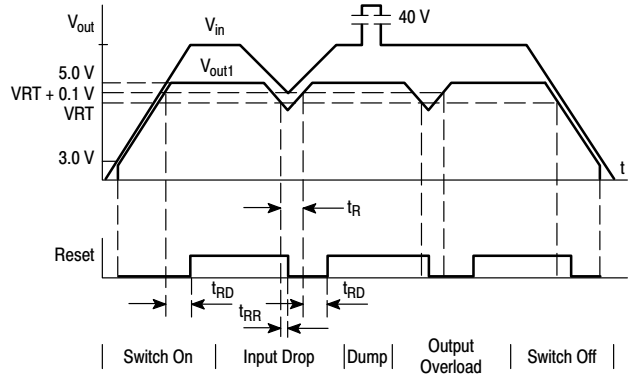 V_out
V_in
40 V
5.0 V
V_out1
VRT + 0.1 V
VRT
3.0 V
t
t_R
Reset
t_RD
t_RR
t_RD
Switch On
Input Drop
Dump
Output
Overload
Switch Off